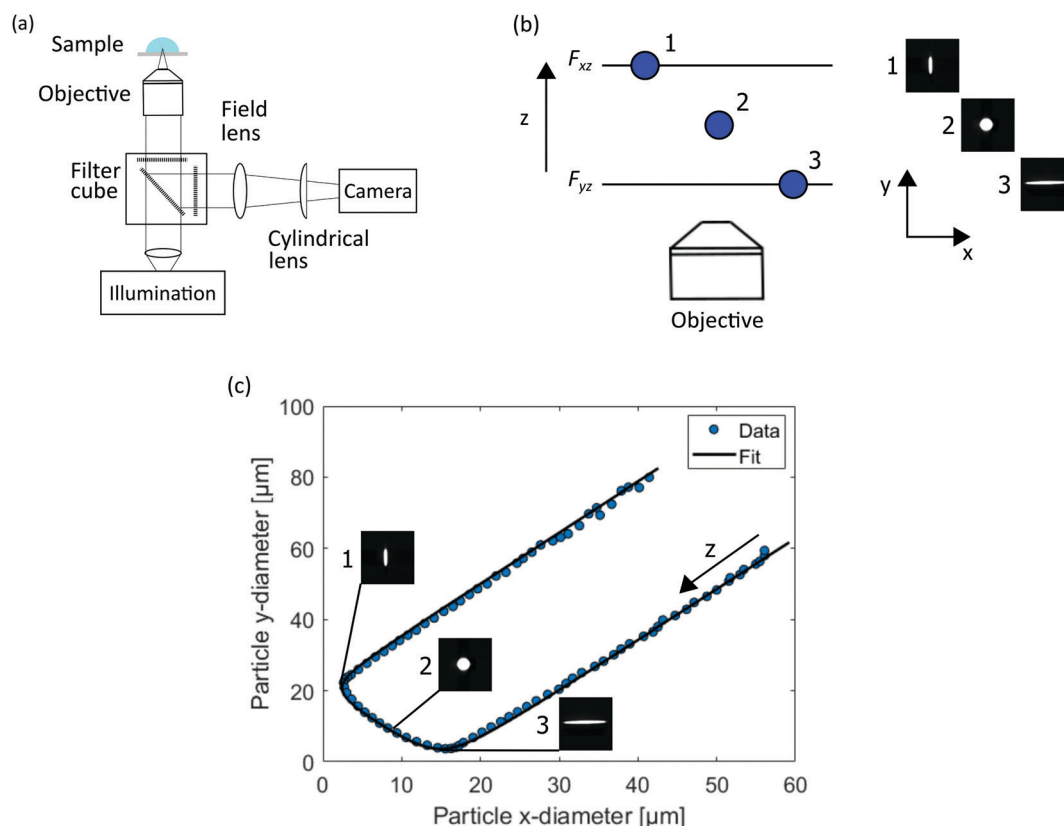 (a)
Sample
Objective
Field
lens
Filter
cube
Camera
Cylindrical
lens
Illumination
(b)
Fxz
1
z
2
Fyz
3
Objective
1
2
3
y
x
(c)
100
80
60
40
20
0
Particle y-diameter [µm]
Data
Fit
z
1
2
3
0
10
20
30
40
50
60
Particle x-diameter [µm]